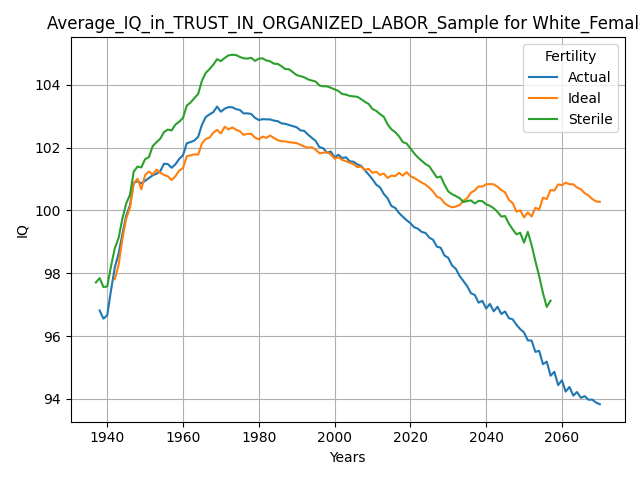 Average_IQ_in_TRUST_IN_ORGANIZED_LABOR_Sample for White_Femal
Fertility
Actual
Ideal
Sterile
IQ
104
102
100
98
96
94
1940
1960
1980
2000
2020
2040
2060
Years